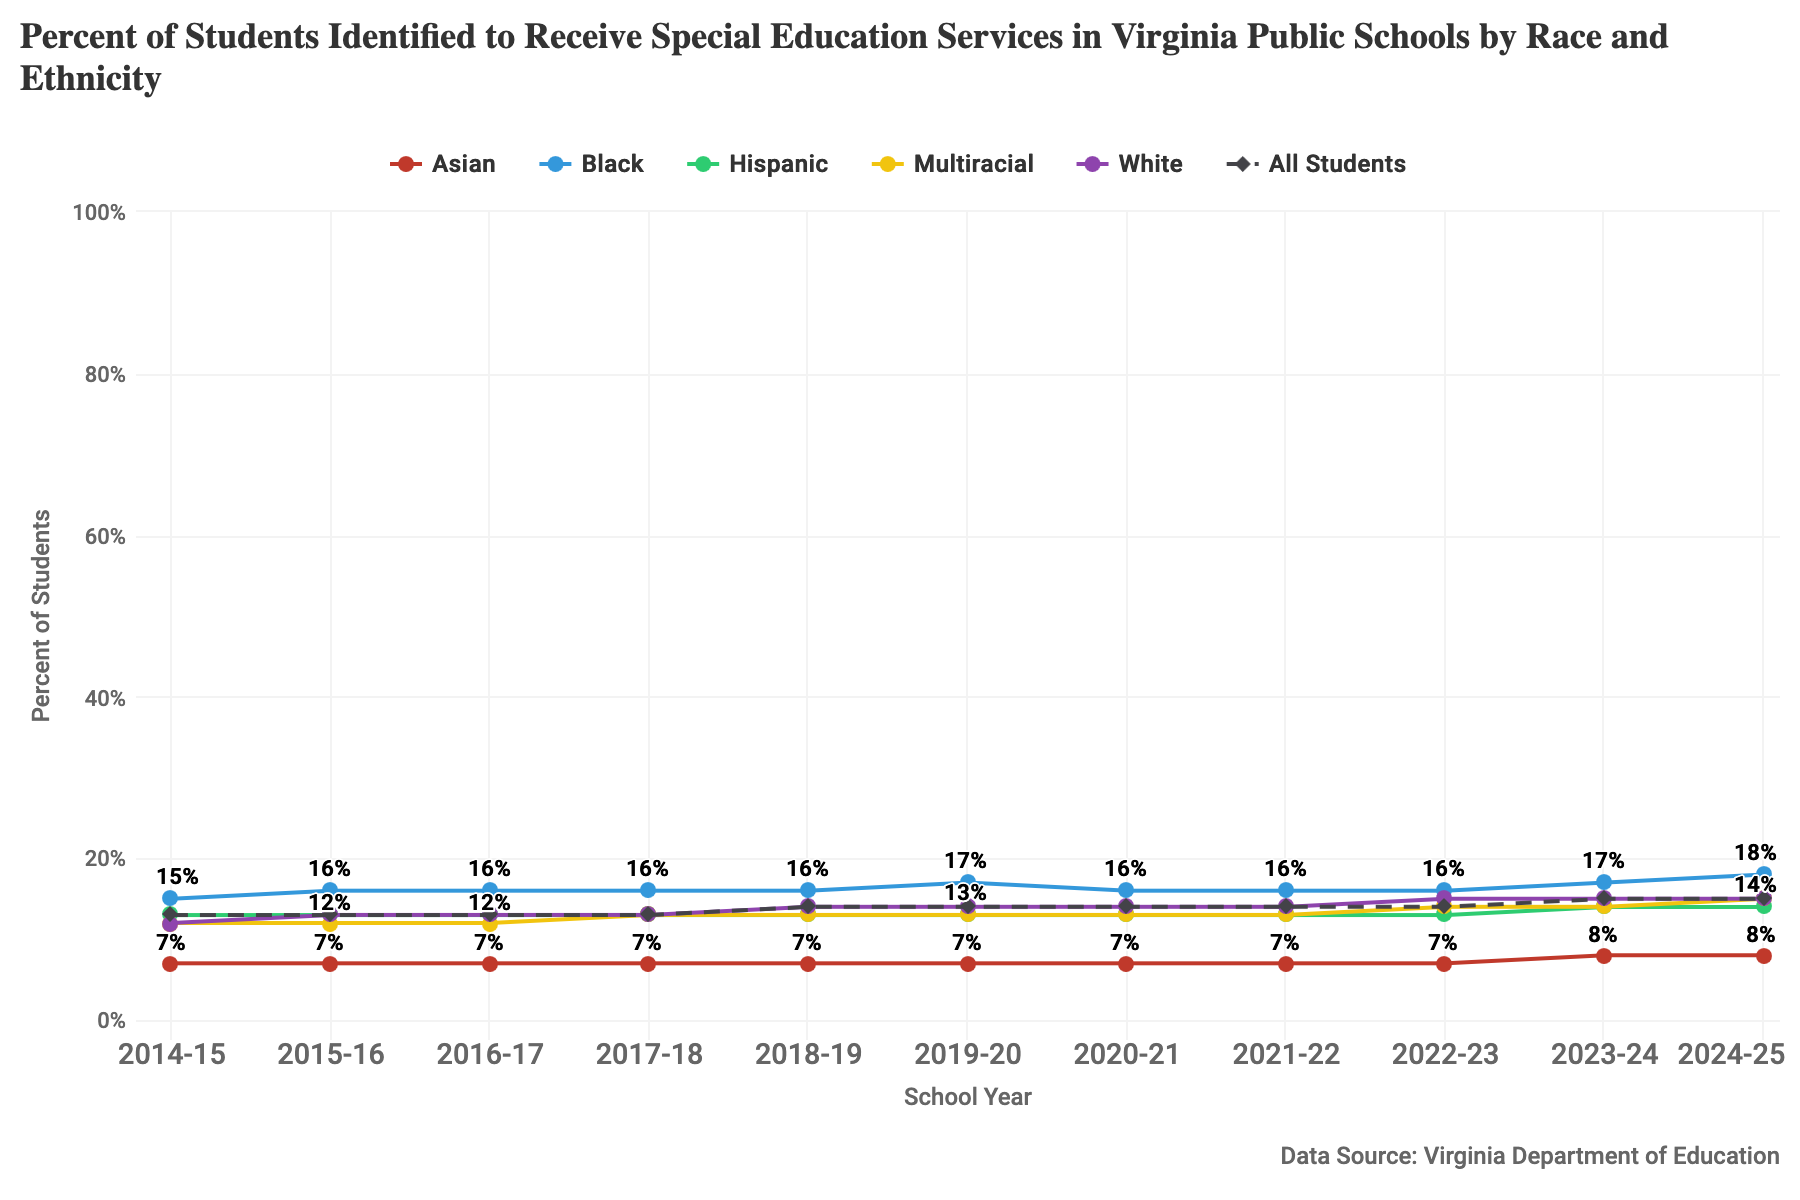 Percent of Students Identified to Receive Special Education Services in Virginia Public Schools by Race and
Ethnicity
Asian Black Hispanic Multiracial White All Students
100%
80%
60%
40%
20%
0%
Percent of Students
15% 16% 16% 16% 16% 17% 16% 16% 16% 17% 18%
12% 12% 13% 14%
7% 7% 7% 7% 7% 7% 7% 7% 7% 8% 8%
2014-15 2015-16 2016-17 2017-18 2018-19 2019-20 2020-21 2021-22 2022-23 2023-24 2024-25
School Year
Data Source: Virginia Department of Education